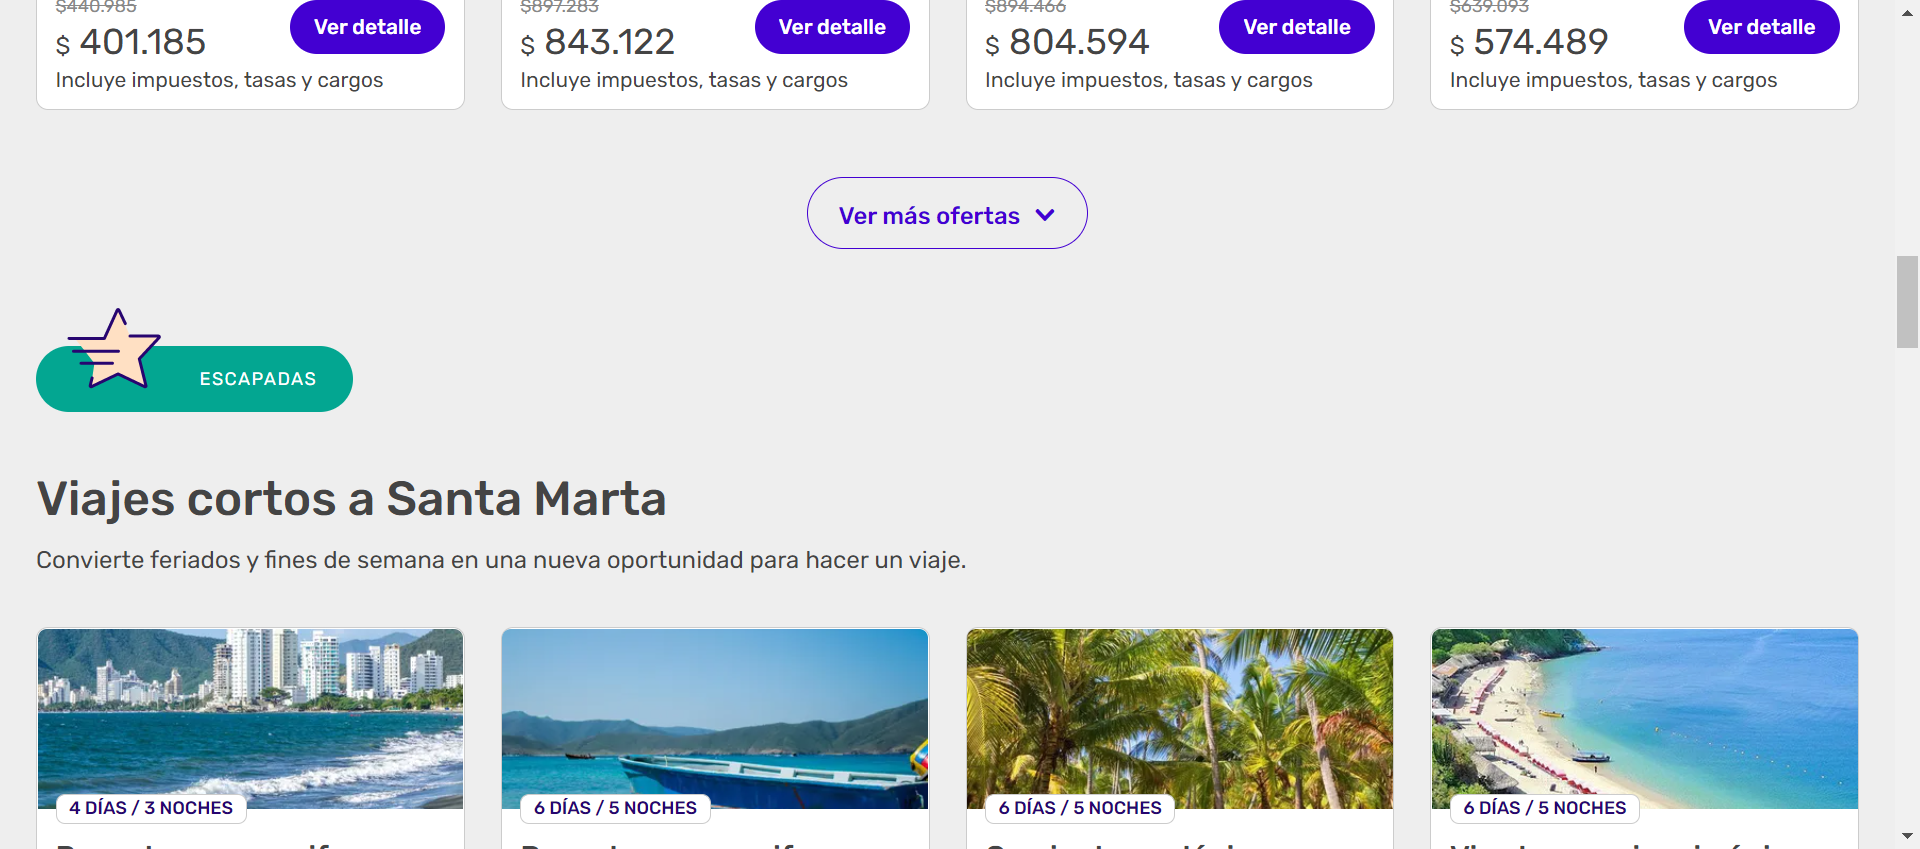 $440.985
$ 401.185
Ver detalle
Incluye impuestos, tasas y cargos
$897.283
$ 843.122
Ver detalle
Incluye impuestos, tasas y cargos
$894.466
$ 804.594
Ver detalle
Incluye impuestos, tasas y cargos
$639.093
$ 574.489
Ver detalle
Incluye impuestos, tasas y cargos
Ver más ofertas
ESCAPADAS
Viajes cortos a Santa Marta
Convierte feriados y fines de semana en una nueva oportunidad para hacer un viaje.
4 DÍAS / 3 NOCHES
6 DÍAS / 5 NOCHES
6 DÍAS / 5 NOCHES
6 DÍAS / 5 NOCHES